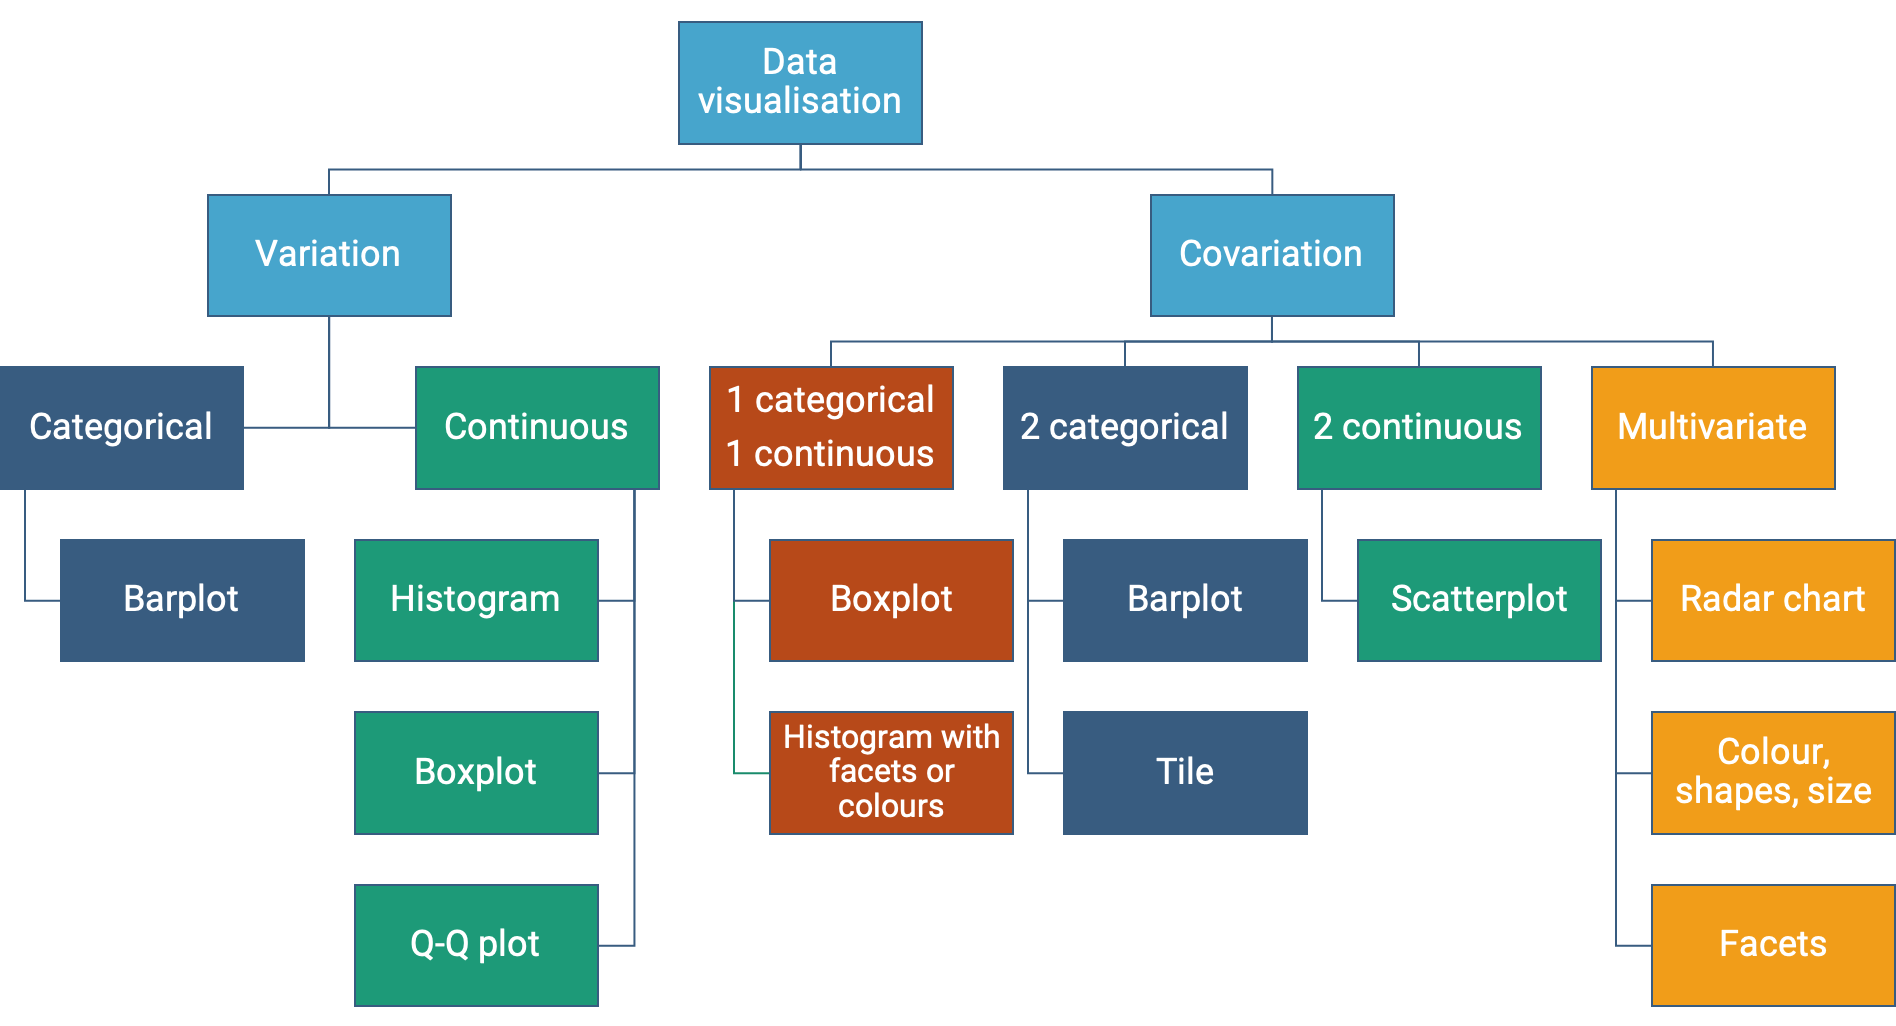 Data
visualisation
Variation
Covariation
Categorical
Continuous
1 categorical
1 continuous
2 categorical
2 continuous
Multivariate
Barplot
Histogram
Boxplot
Barplot
Scatterplot
Radar chart
Boxplot
Histogram with
facets or
colours
Tile
Colour,
shapes, size
Q-Q plot
Facets